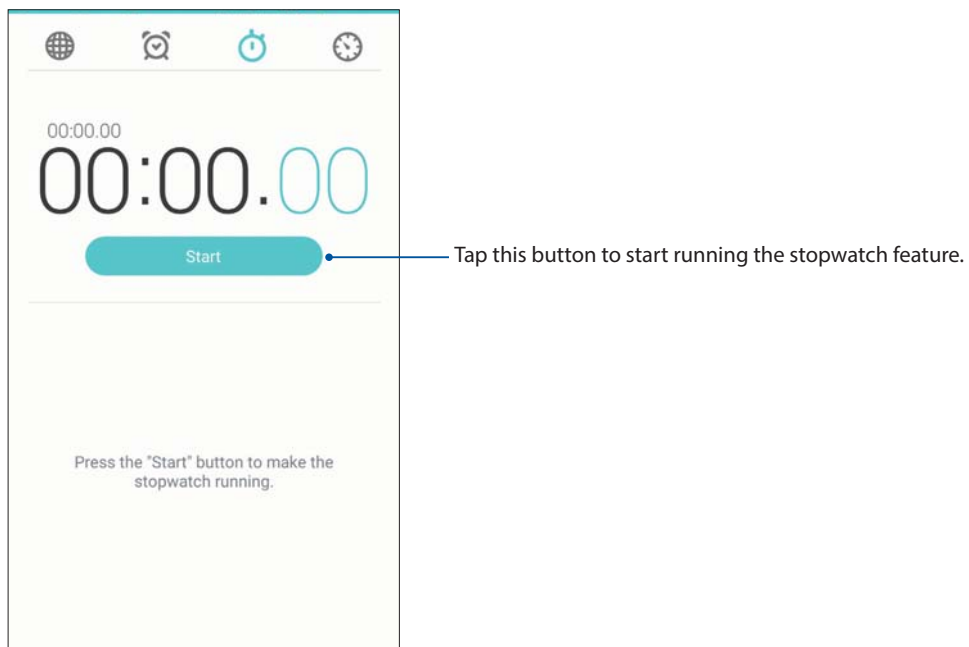 00:00.00
00:00.00
Start
Tap this button to start running the stopwatch feature.
Press the "Start" button to make the
stopwatch running.